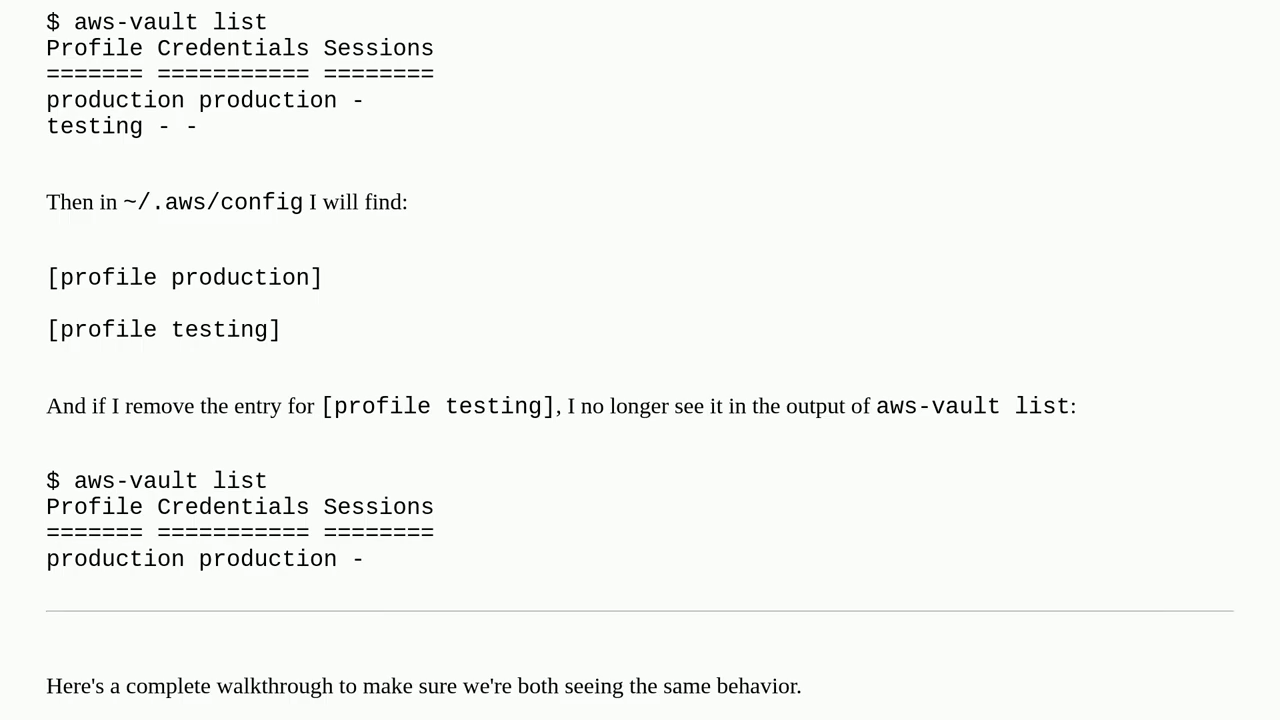 $ aws-vault list
Profile Credentials Sessions
======= =========== ========
production production -
testing - -
Then in ~/.aws/config I will find:
[profile production]
[profile testing]
And if I remove the entry for [profile testing], I no longer see it in the output of aws-vault list:
$ aws-vault list
Profile Credentials Sessions
======= =========== ========
production production -
Here's a complete walkthrough to make sure we're both seeing the same behavior.